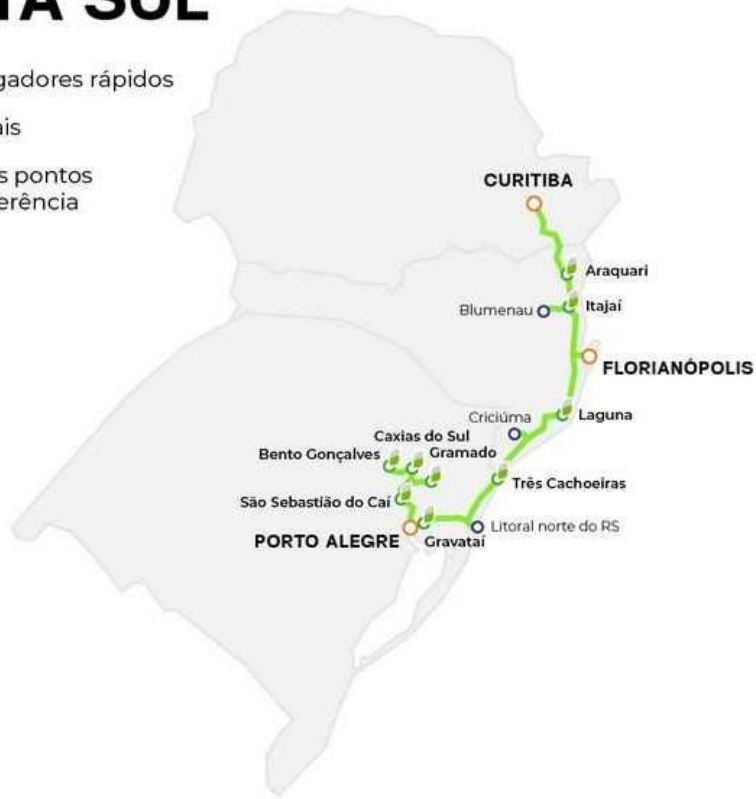 TA SUL
gadores rápidos
ais
s pontos
erência
CURITIBA
Araquari
Itajaí
Blumenau
FLORIANÓPOLIS
Laguna
Criciúma
Caxias do Sul
Bento Gonçalves
Gramado
Três Cachoeiras
São Sebastião do Caí
Litoral norte do RS
PORTO ALEGRE
Gravataí